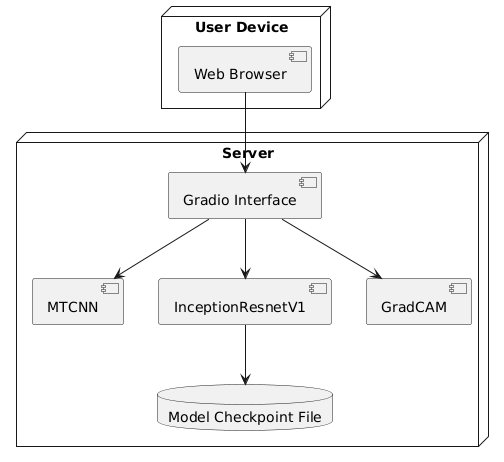 User Device
Web Browser
Server
Gradio Interface
MTCNN
InceptionResnetV1
GradCAM
Model Checkpoint File